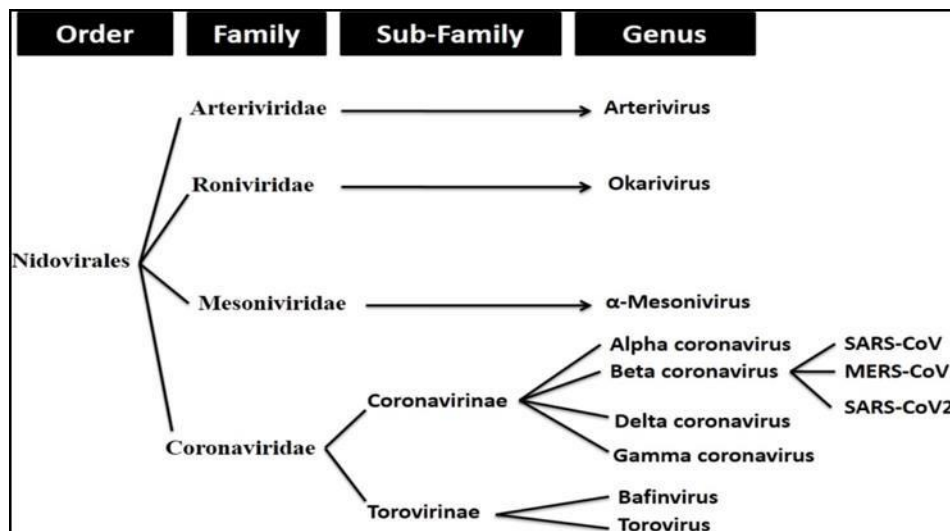 Order Family Sub-Family Genus
Arteriviridae Arterivirus
Roniviridae Okarivirus
Nidovirales
Mesoniviridae α-Mesonivirus
Alpha coronavirus SARS-CoV
Beta coronavirus MERS-CoV
Coronavirinae SARS-CoV2
Delta coronavirus
Coronaviridae Gamma coronavirus
Bafinvirus
Torovirinae
Torovirus